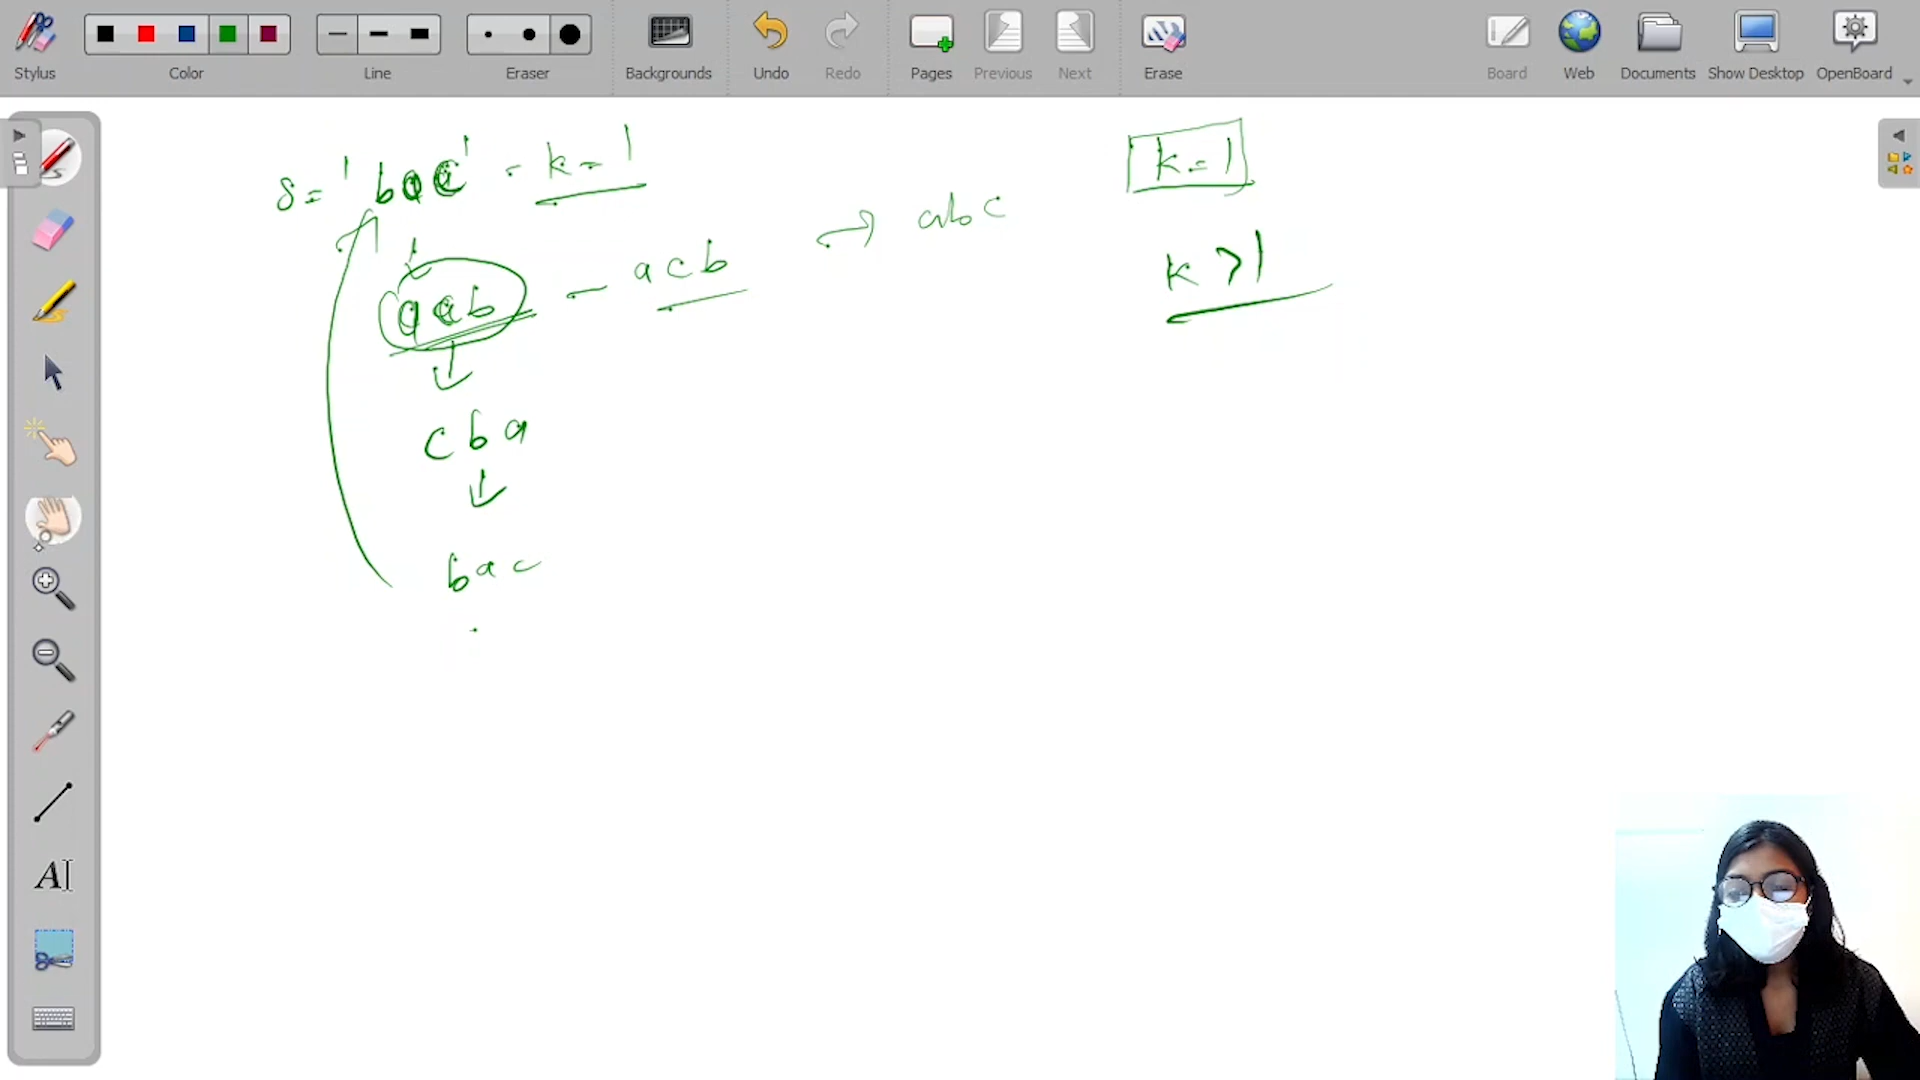 Stylus
Color
Line
Eraser
Backgrounds
Undo
Redo
Pages
Previous
Next
Erase
Board
Web
Documents
Show Desktop
OpenBoard
s = 'bac' - k = 1
k = 1
acb - acb → abc
k > 1
cba
bac
A